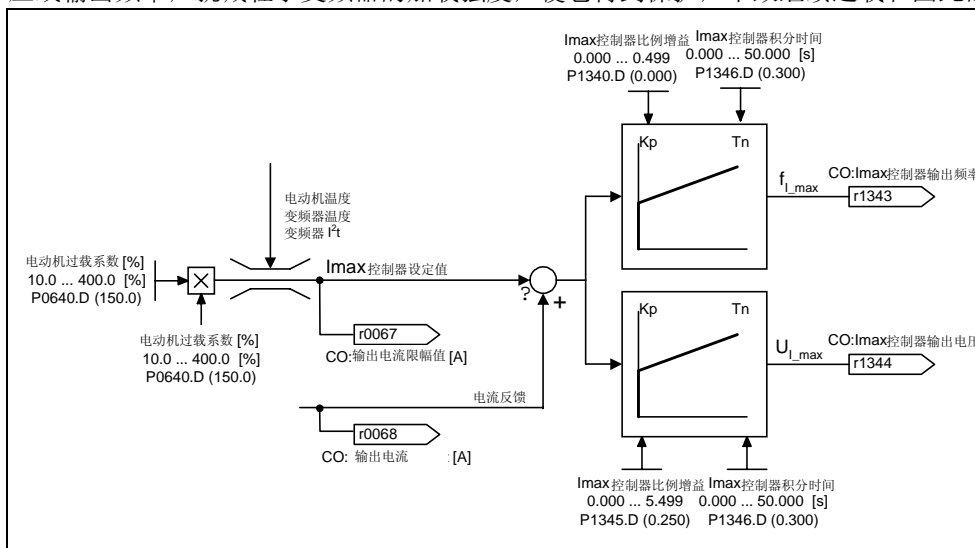 Imax控制器比例增益
0.000 ... 0.499
P1340.D (0.000)
Imax控制器积分时间
0.000 ... 50.000 [s]
P1346.D (0.300)
Kp
Tn
f I_max
CO:Imax控制器输出频率
r1343
电动机温度
变频器温度
变频器 I²t
电动机过载系数 [%]
10.0 ... 400.0 [%]
P0640.D (150.0)
Imax控制器设定值
?
+
电动机过载系数 [%]
10.0 ... 400.0 [%]
P0640.D (150.0)
r0067
CO:输出电流限幅值 [A]
Kp
Tn
U I_max
CO:Imax控制器输出电压
r1344
电流反馈
r0068
CO: 输出电流 [A]
Imax控制器比例增益
0.000 ... 5.499
P1345.D (0.250)
Imax控制器积分时间
0.000 ... 50.000 [s]
P1346.D (0.300)